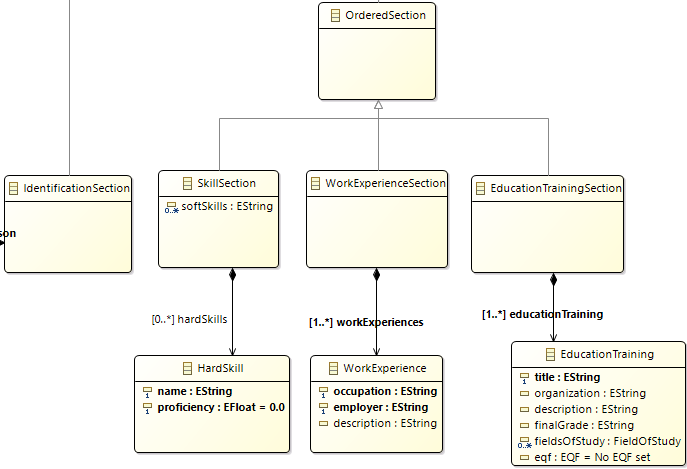 OrderedSection
IdentificationSection
SkillSection
0..* softSkills : EString
WorkExperienceSection
EducationTrainingSection
son
[0..*] hardSkills
[1..*] workExperiences
[1..*] educationTraining
HardSkill
1 name : EString
1 proficiency : EFloat = 0.0
WorkExperience
1 occupation : EString
1 employer : EString
description : EString
EducationTraining
1 title : EString
organization : EString
description : EString
finalGrade : EString
0..* fieldsOfStudy : FieldOfStudy
eqf : EQF = No EQF set